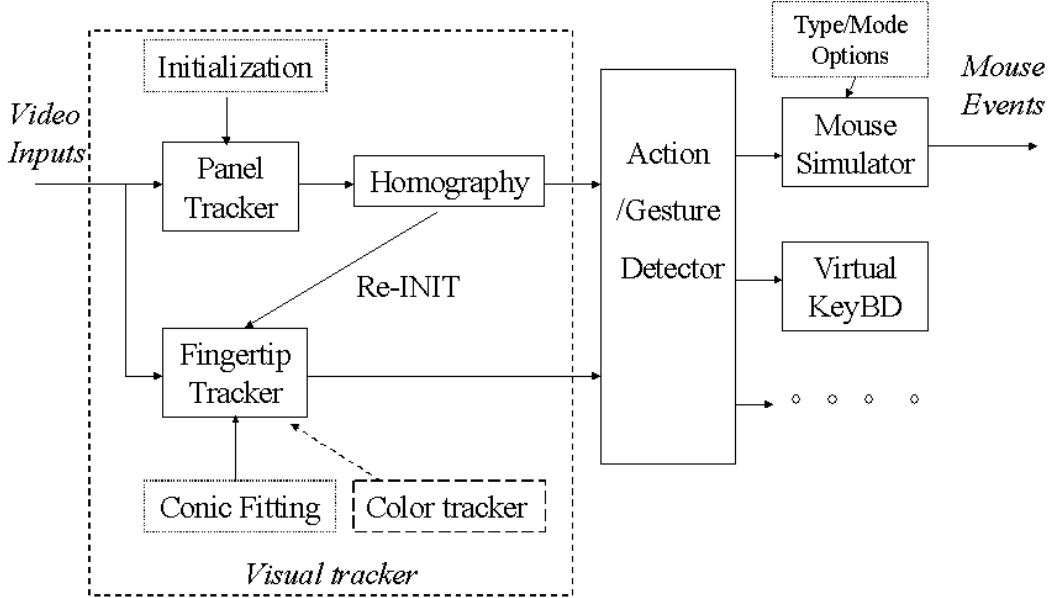 Type/Mode
Options
Initialization
Mouse
Events
Video
Inputs
Panel
Tracker
Homography
Action
/Gesture
Detector
Mouse
Simulator
Re-INIT
Virtual
KeyBD
Fingertip
Tracker
Conic Fitting
Color tracker
Visual tracker